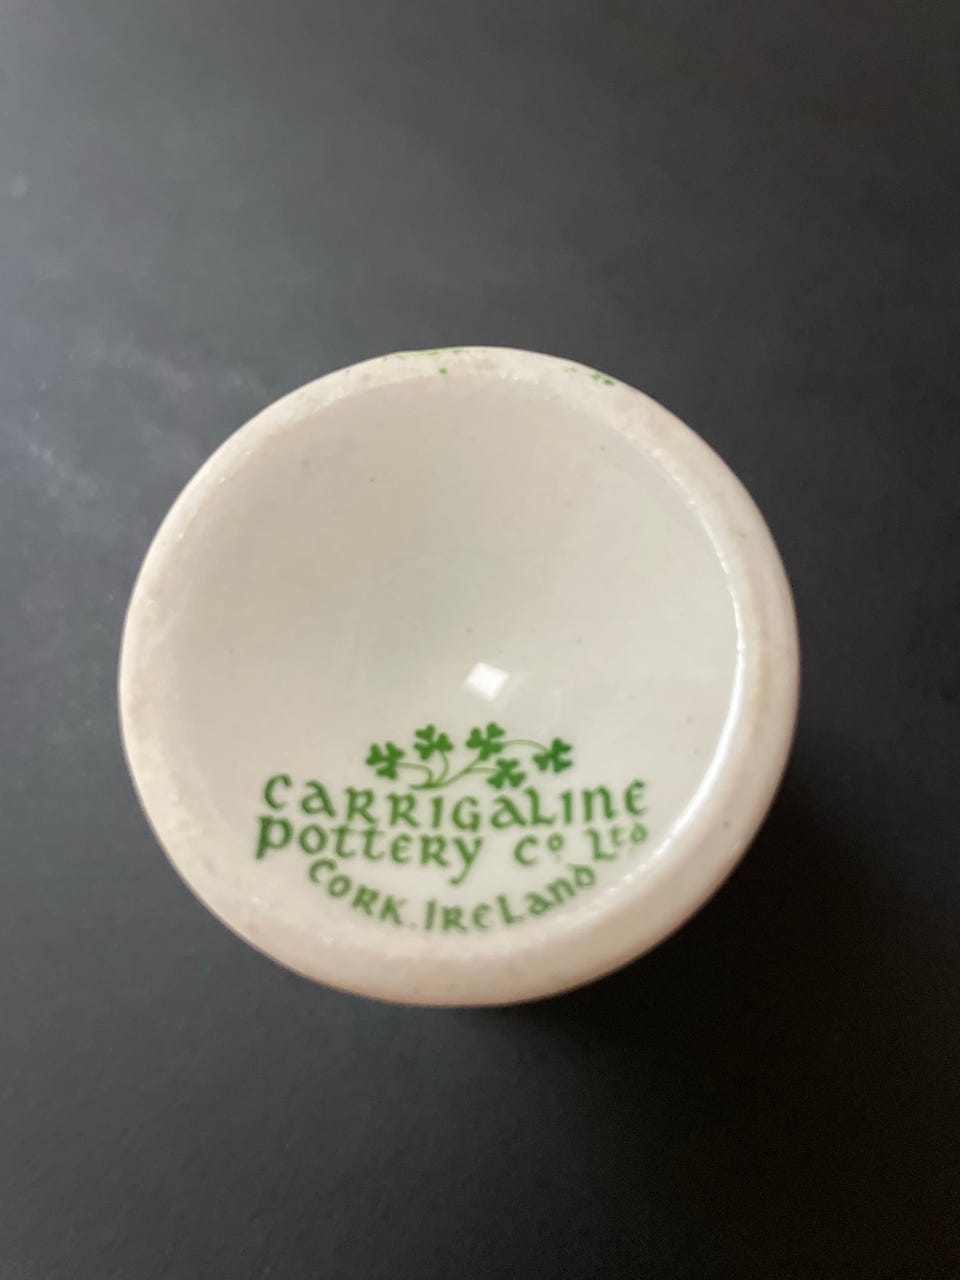 CARRIGALINE
POTTERY Cº LTD
CORK. IRELAND